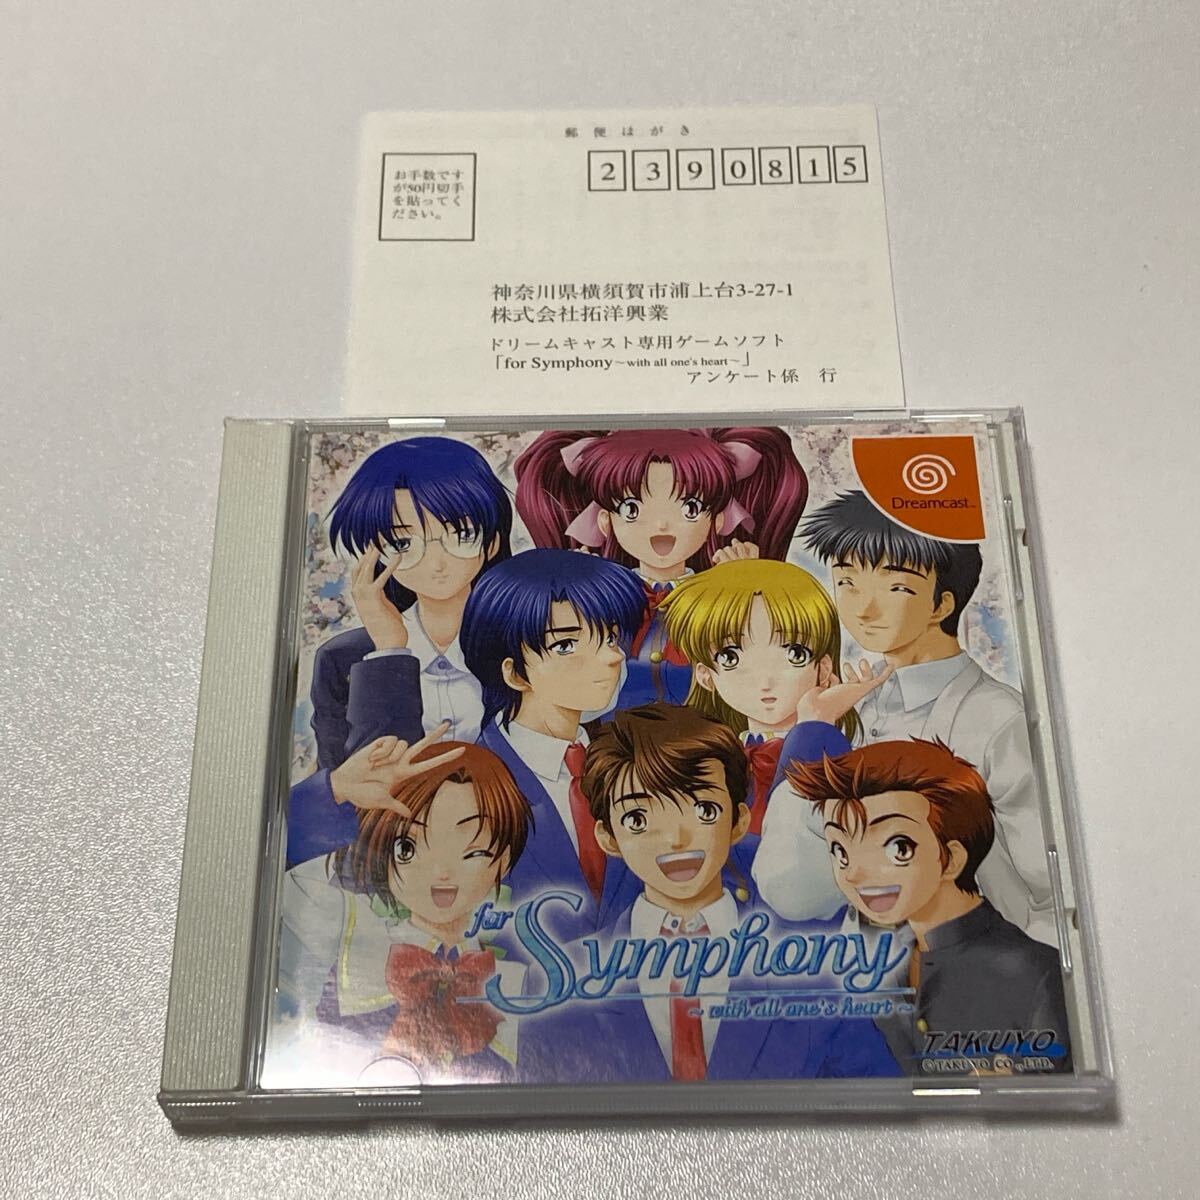 郵便はがき
お手数です
が50円切手
を貼ってく
ださい。
2390815
神奈川県横須賀市浦上台3-27-1
株式会社拓洋興業
ドリームキャスト専用ゲームソフト
「for Symphony～with all one's heart～」
アンケート係 行
Dreamcast™
for Symphony
～with all one's heart～
TAKUYO
©TAKUYO CO.,LTD.